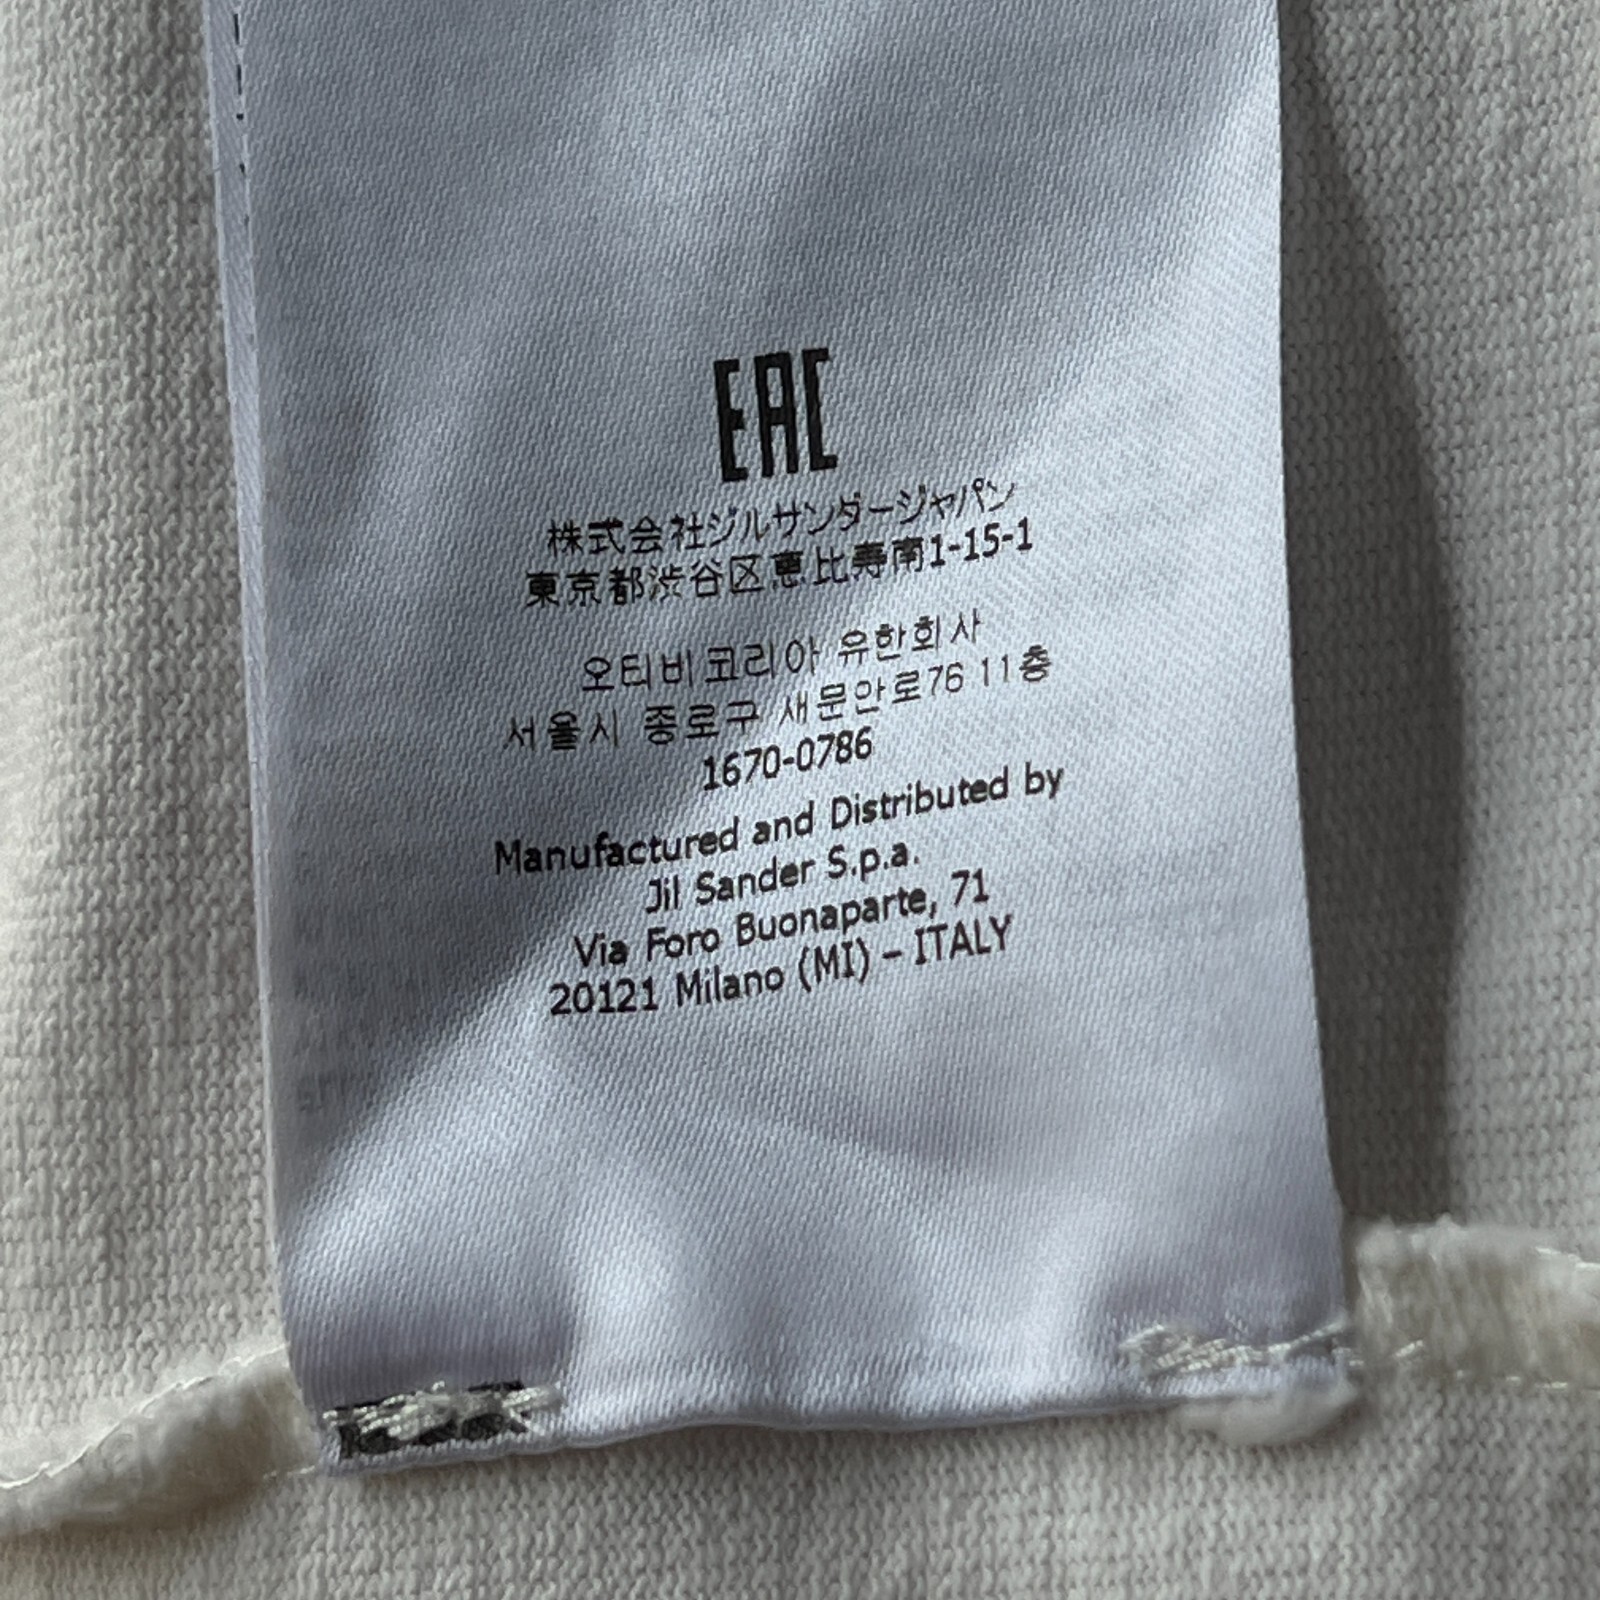 EAC
株式会社ジルサンダージャパン
東京都渋谷区恵比寿南1-15-1
오티비 코리아 유한회사
서울시 종로구 새문안로76 11층
1670-0786
Manufactured and Distributed by
Jil Sander S.p.a.
Via Foro Buonaparte, 71
20121 Milano (MI) – ITALY